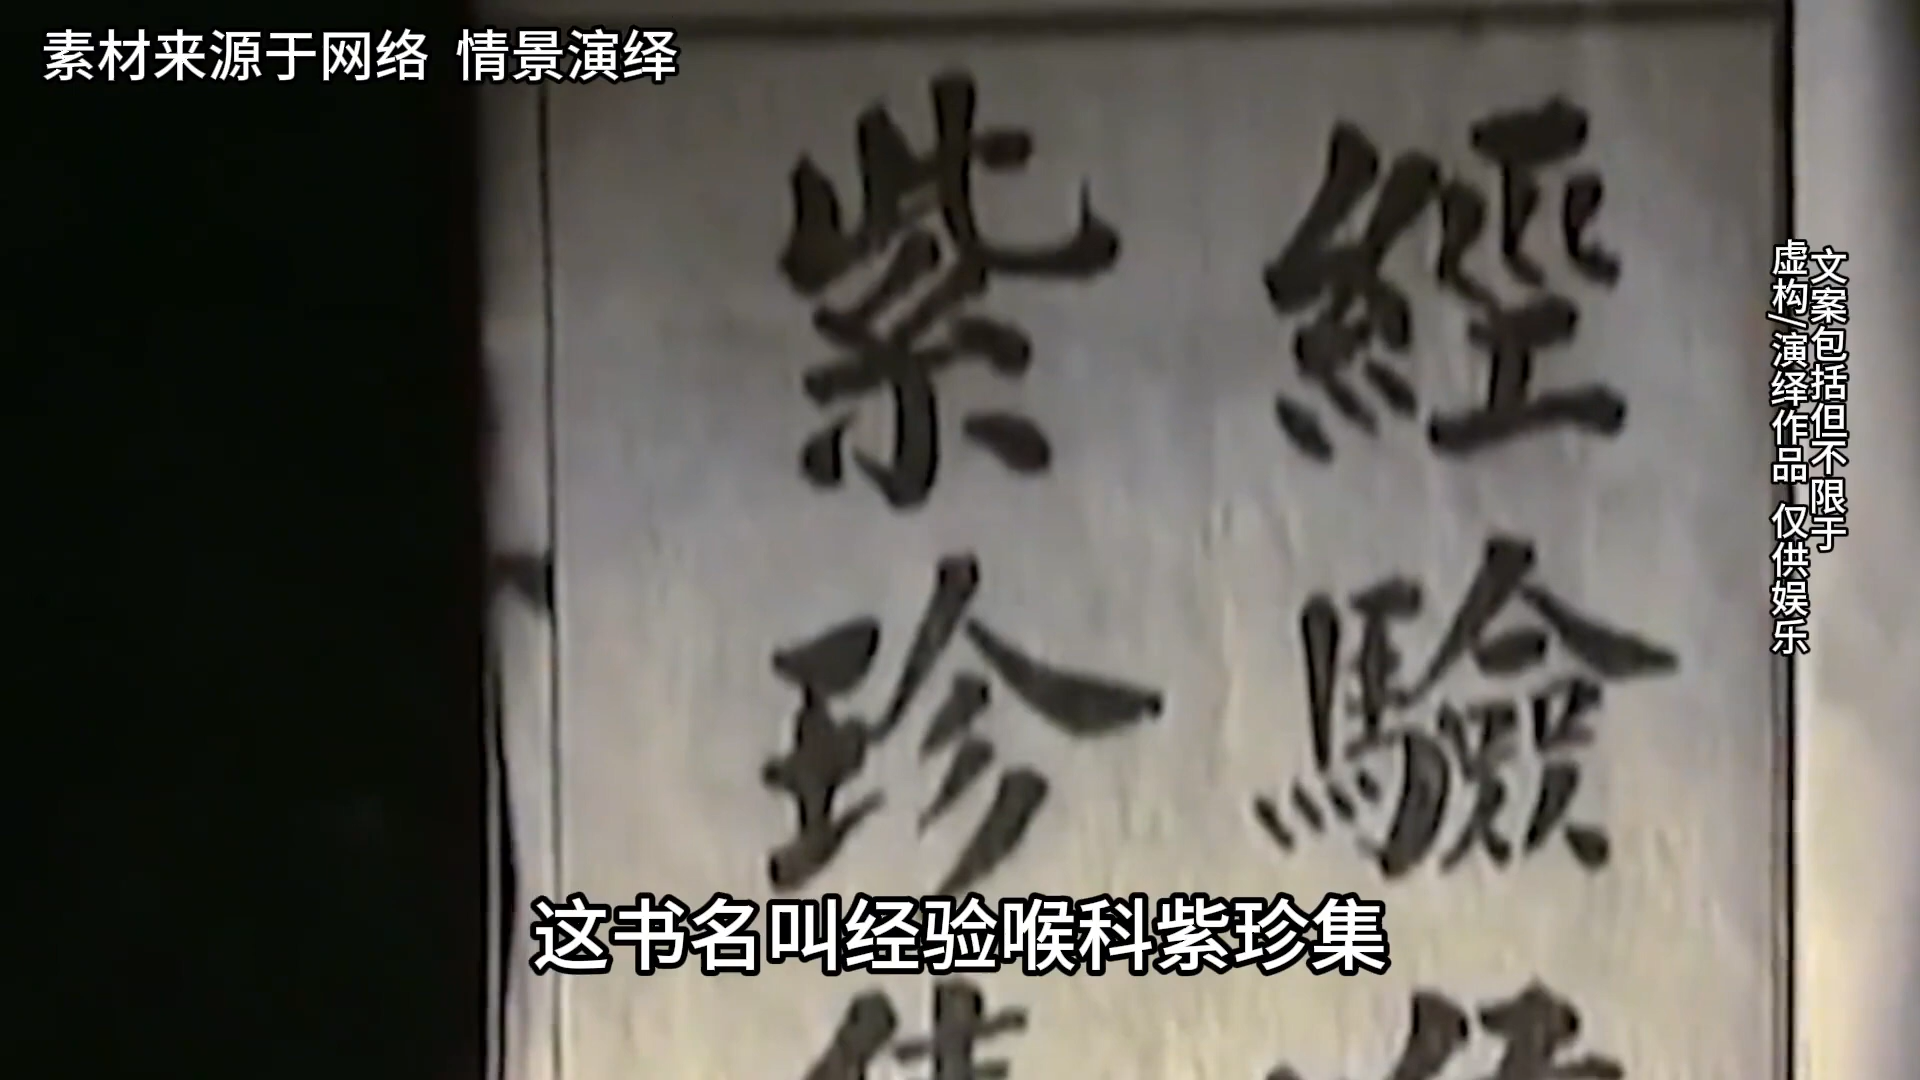 素材来源于网络 情景演绎
經驗
紫珍
文案包括但不限于
虚构/演绎作品 仅供娱乐
这书名叫经验喉科紫珍集